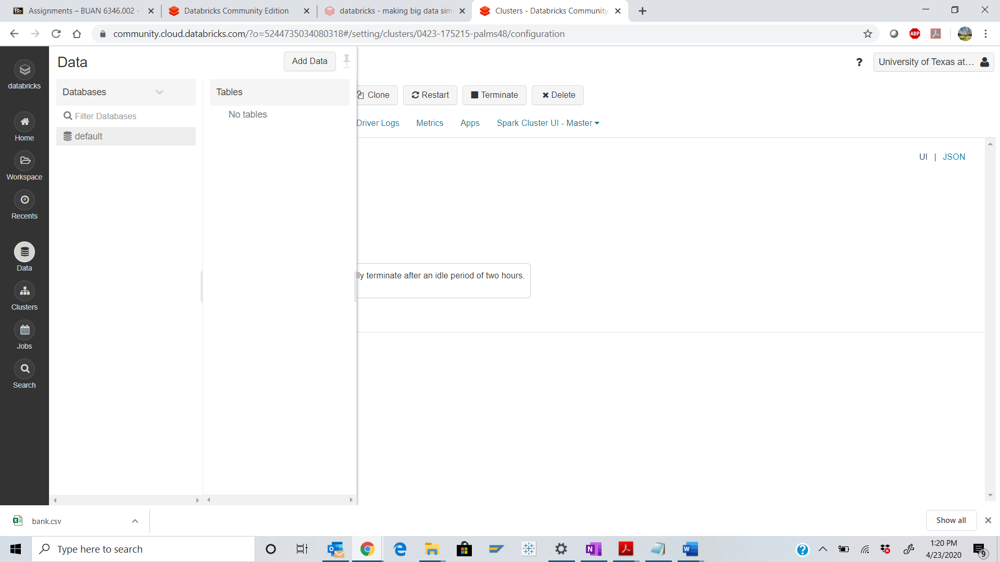 Assignments – BUAN 6346.002 -
Databricks Community Edition
databricks - making big data sim
Clusters - Databricks Community
community.cloud.databricks.com/?o=5244735034080318#/setting/clusters/0423-175215-palms48/configuration
ABP
databricks
Home
Workspace
Recents
Data
Clusters
Jobs
Search
Data
Add Data
Databases
Filter Databases
default
Tables
No tables
? University of Texas at...
Clone Restart Terminate Delete
Driver Logs Metrics Apps Spark Cluster UI - Master
UI | JSON
lly terminate after an idle period of two hours.
bank.csv
Show all
Type here to search
1:20 PM
4/23/2020
9